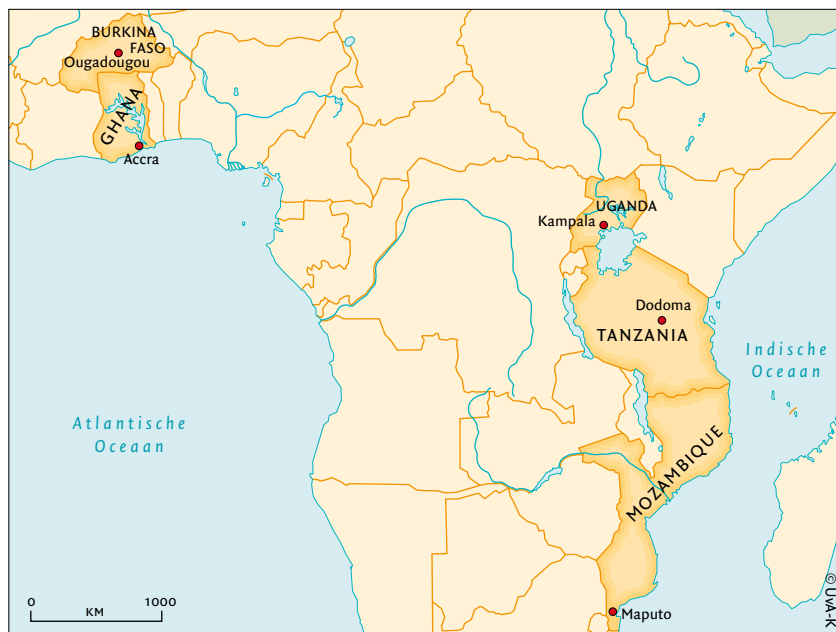 BURKINA
FASO
Ougadougou
GHANA
Accra
UGANDA
Kampala
Dodoma
TANZANIA
Indische
Oceaan
Atlantische
Oceaan
MOZAMBIQUE
Maputo
0 1000
KM
© UvA-K